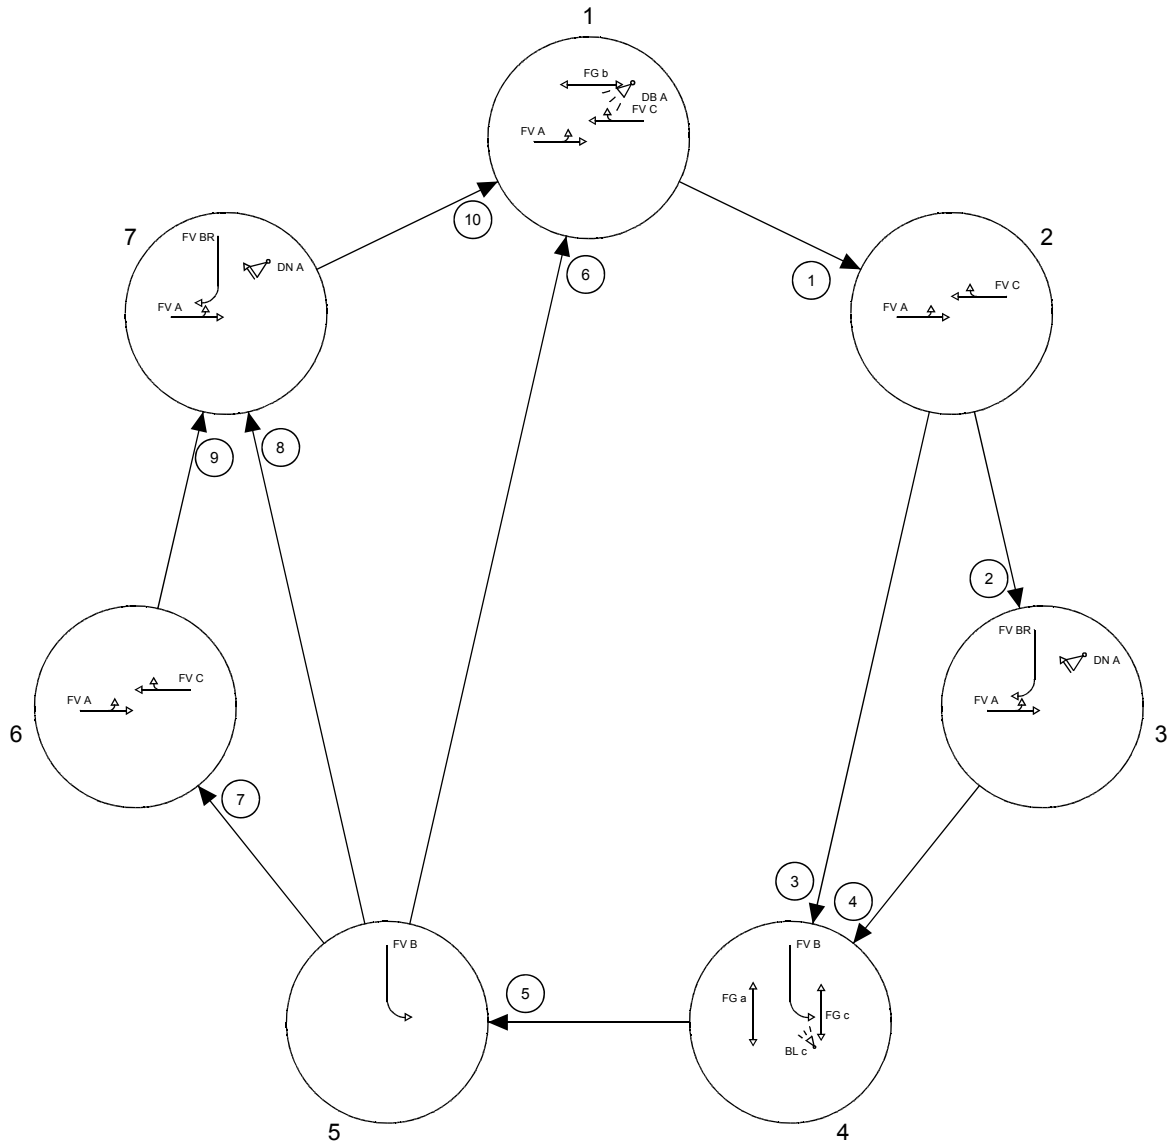 1
FG b
DB A
FV C
FV A
10
7
FV BR
DN A
FV A
6
1
2
FV C
FV A
9
8
2
FV BR
DN A
FV A
3
FV C
FV A
6
7
3
4
FV B
5
5
FV B
FG a
FG c
BL c
4